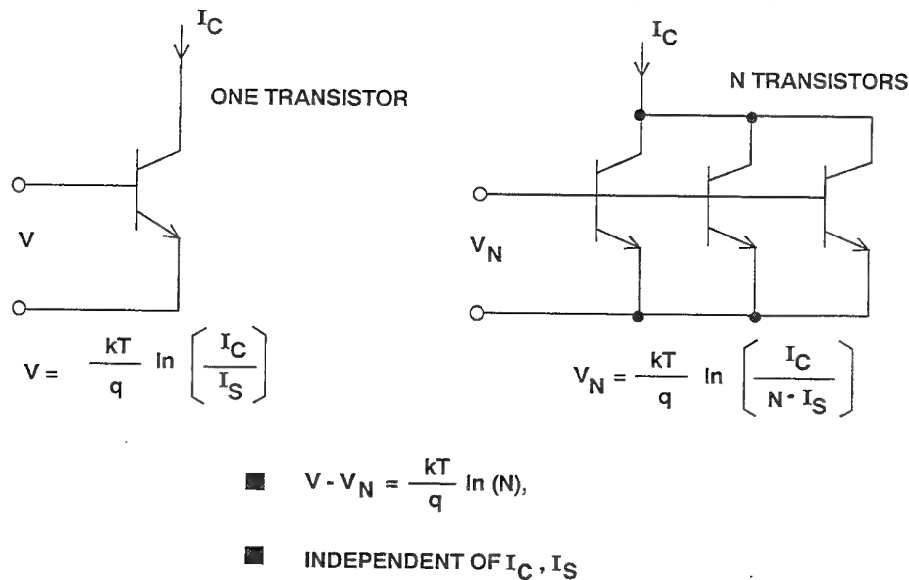 I_C
ONE TRANSISTOR
V
V = kT/q ln [ I_C / I_S ]
I_C
N TRANSISTORS
V_N
V_N = kT/q ln [ I_C / N · I_S ]
■ V - V_N = kT/q ln (N),
■ INDEPENDENT OF I_C , I_S